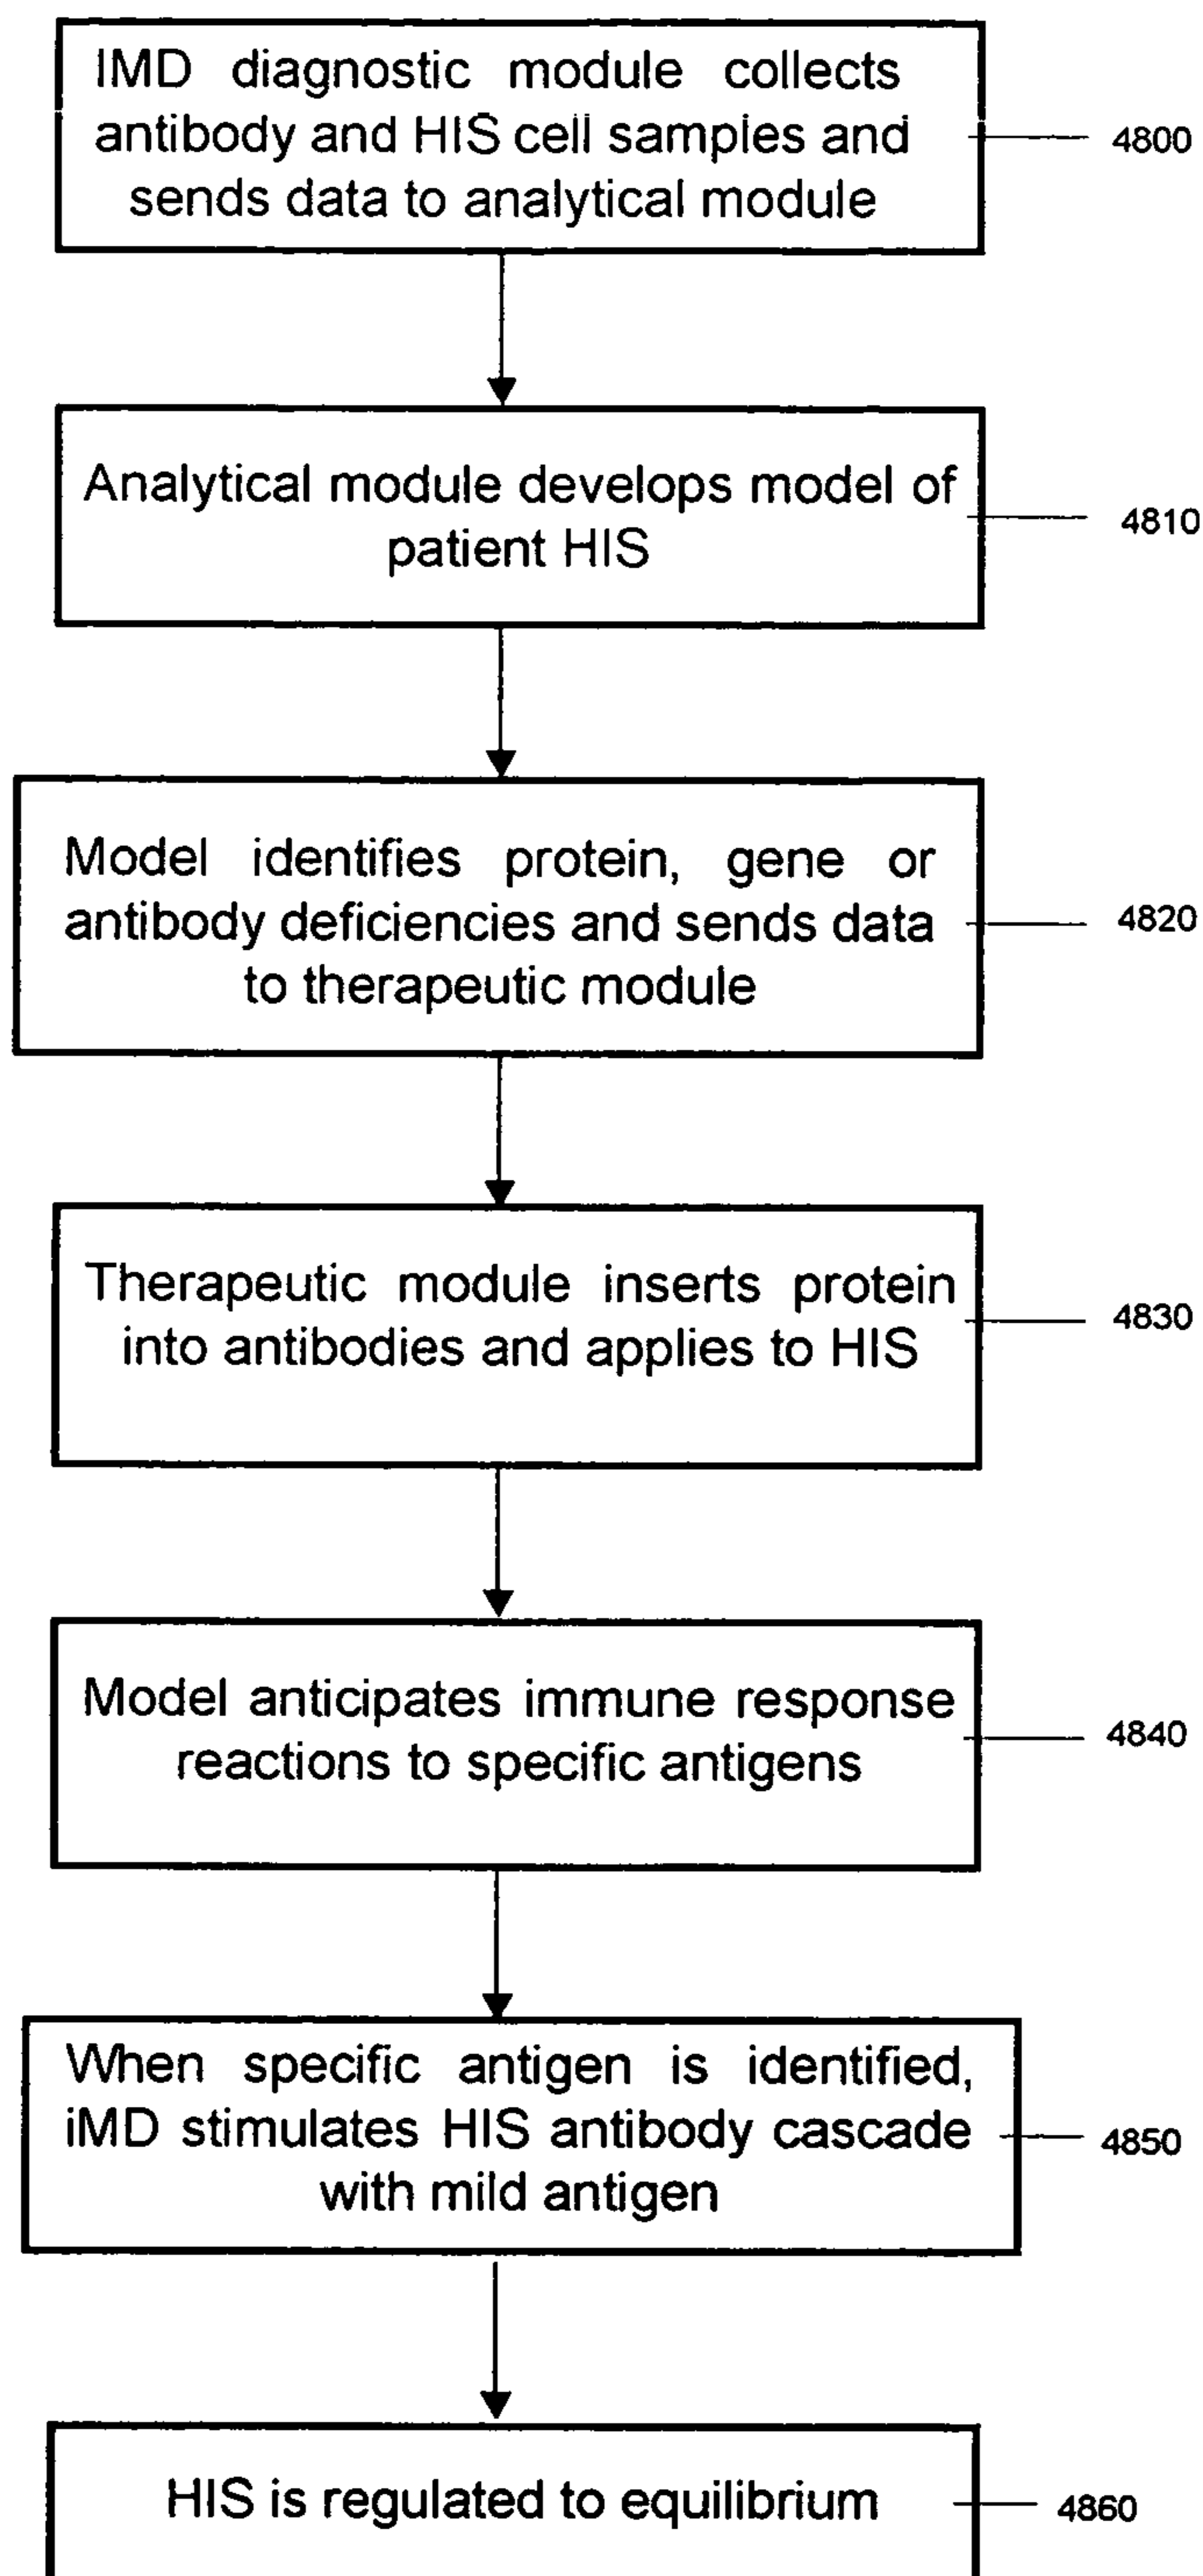 IMD diagnostic module collects
antibody and HIS cell samples and
sends data to analytical module
4800
Analytical module develops model of
patient HIS
4810
Model identifies protein, gene or
antibody deficiencies and sends data
to therapeutic module
4820
Therapeutic module inserts protein
into antibodies and applies to HIS
4830
Model anticipates immune response
reactions to specific antigens
4840
When specific antigen is identified,
iMD stimulates HIS antibody cascade
with mild antigen
4850
HIS is regulated to equilibrium
4860